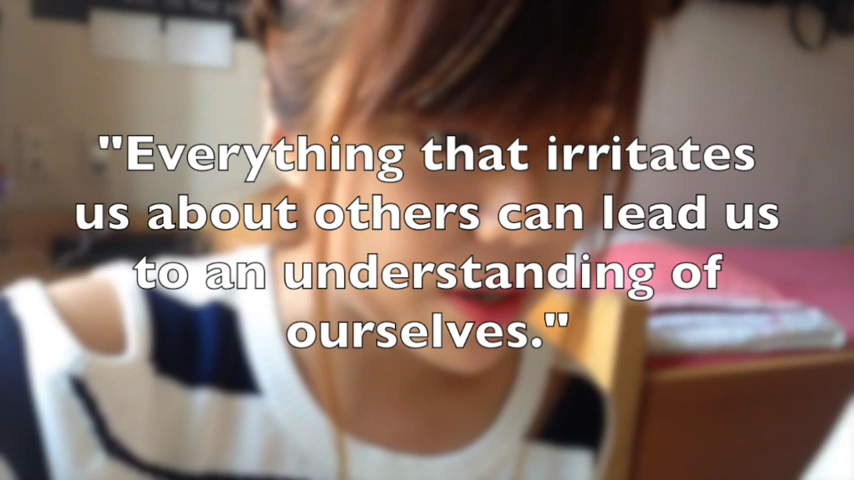 "Everything that irritates
us about others can lead us
to an understanding of
ourselves."